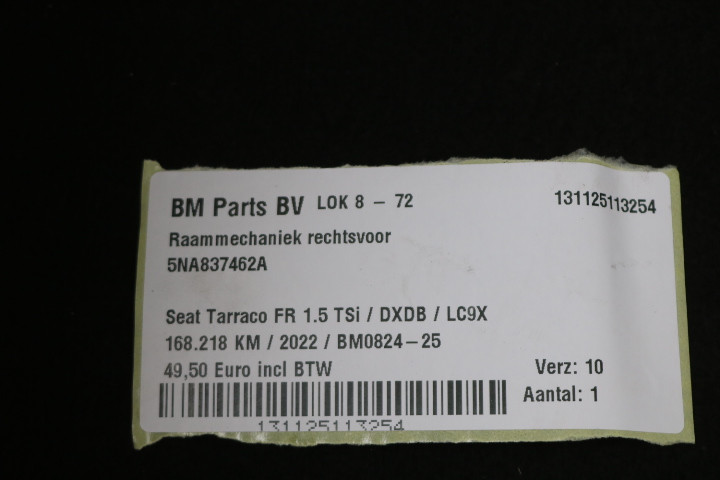 BM Parts BV LOK 8 - 72 131125113254
Raammechaniek rechtsvoor
5NA837462A
Seat Tarraco FR 1.5 TSi / DXDB / LC9X
168.218 KM / 2022 / BM0824-25
49,50 Euro incl BTW Verz: 10
Aantal: 1
131125113254